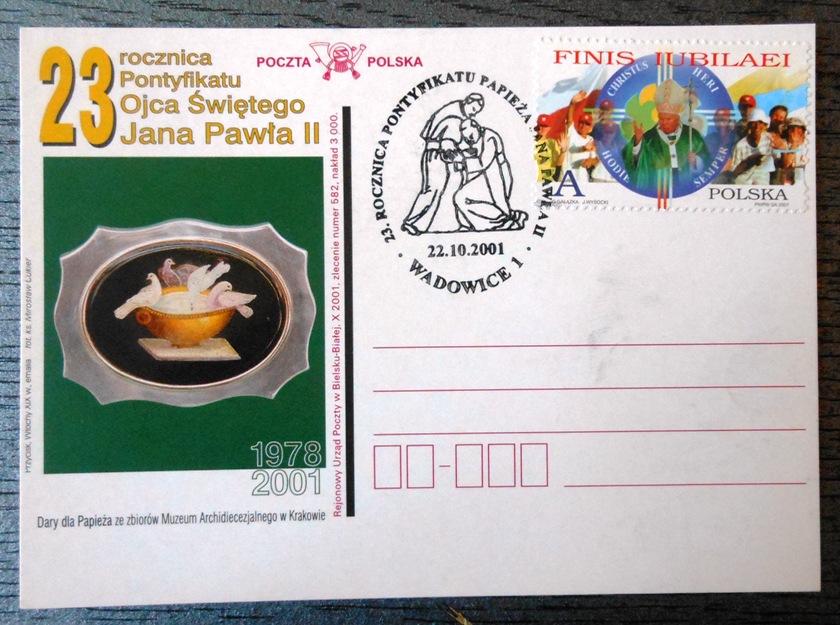 23 rocznica
Pontyfikatu
Ojca Świętego
Jana Pawła II
POCZTA POLSKA
23. ROCZNICA PONTYFIKATU PAPIEŻA JANA PAWŁA II
22.10.2001
· WADOWICE 1 ·
FINIS IUBILAEI
CHRISTUS HERI
HODIE SEMPER
A
POLSKA
G.GAŁĄZKA - J.WYSOCKI
Przycisk, Włochy XIX w., emalia fot. ks. Mirosław Cukier
1978
2001
Dary dla Papieża ze zbiorów Muzeum Archidiecezjalnego w Krakowie
Rejonowy Urząd Poczty w Bielsku-Białej, X 2001, zlecenie numer 582, nakład 3 000.